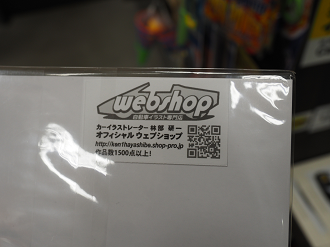 webshop
自動車イラスト専門店
カーイラストレーター 林部 研一
オフィシャル ウェブショップ
http://ken1hayashibe.shop-pro.jp
作品数1500点以上!